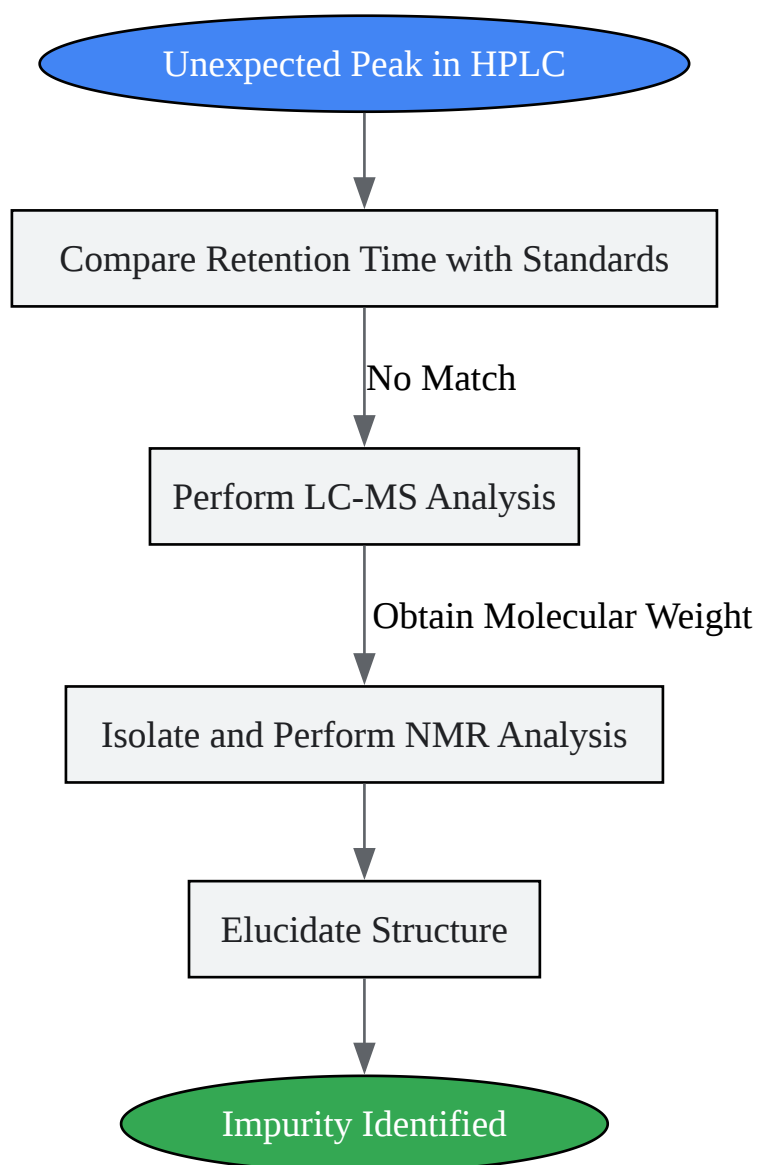 Unexpected Peak in HPLC
Compare Retention Time with Standards
No Match
Perform LC-MS Analysis
Obtain Molecular Weight
Isolate and Perform NMR Analysis
Elucidate Structure
Impurity Identified